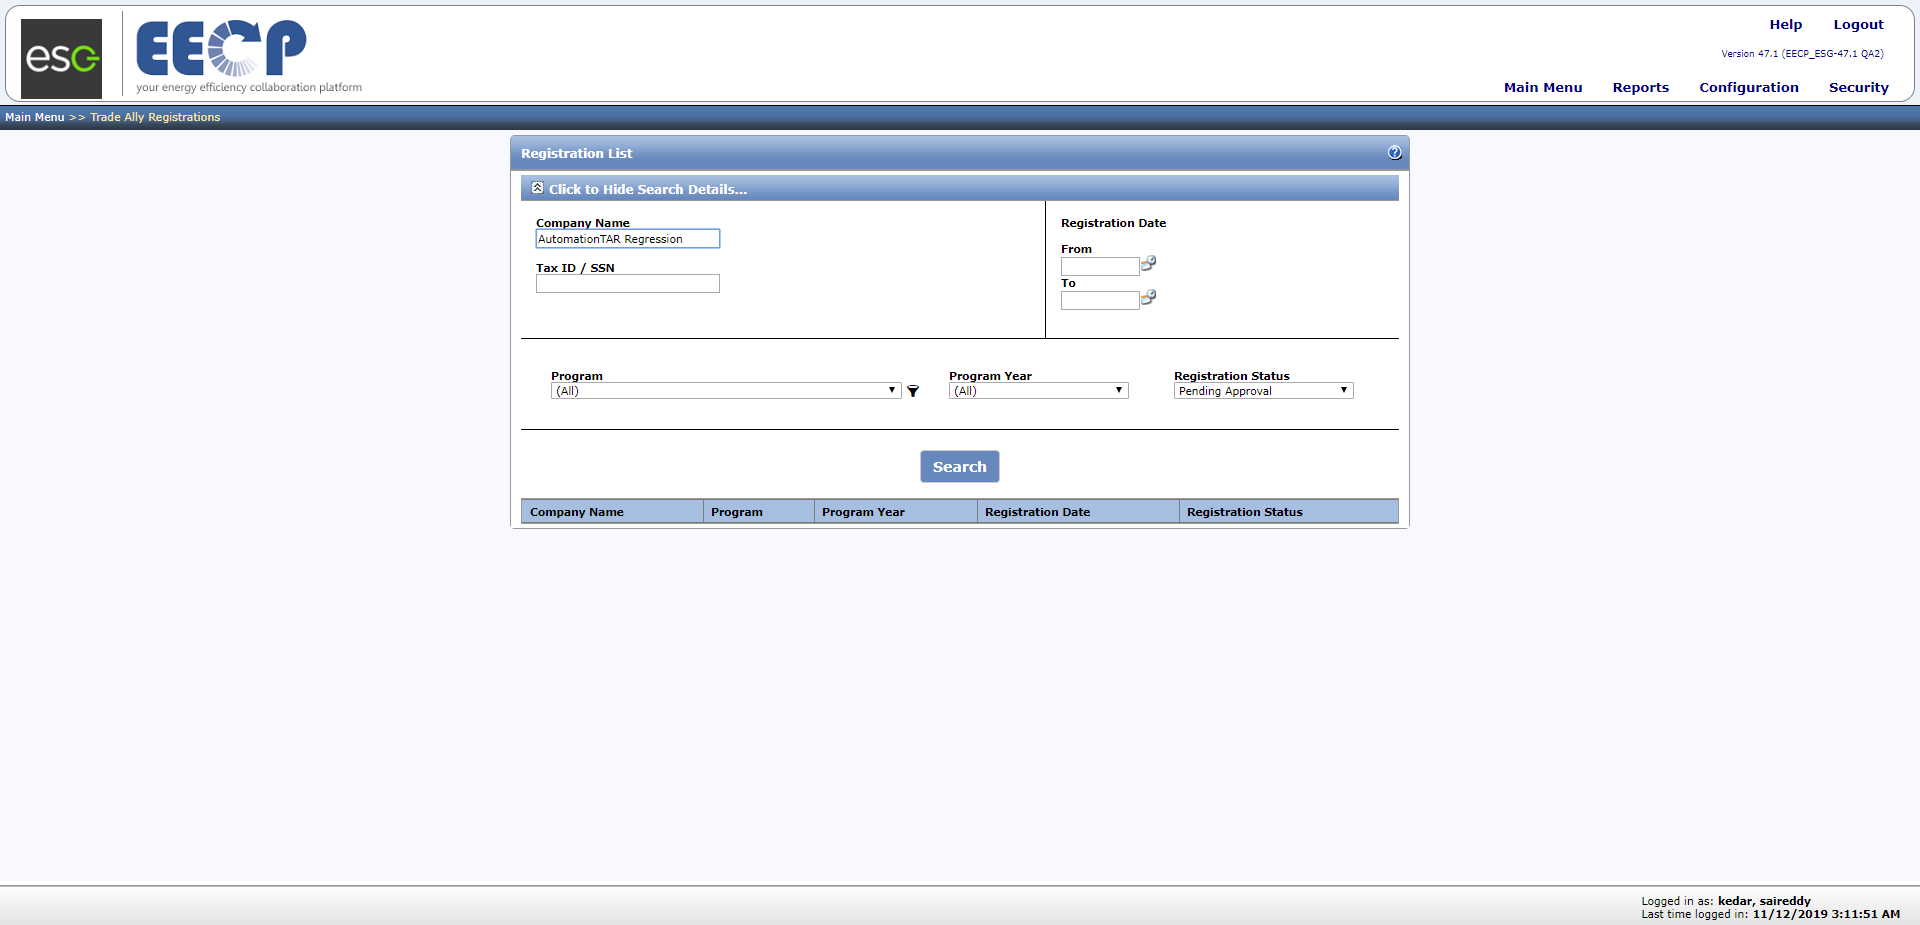 esg
EECP
your energy efficiency collaboration platform
Help Logout
Version 47.1 (EECP_ESG-47.1 QA2)
Main Menu Reports Configuration Security
Main Menu >> Trade Ally Registrations
Registration List
Click to Hide Search Details...
Company Name
AutomationTAR Regression
Tax ID / SSN
Registration Date
From
To
Program Program Year Registration Status
(All) (All) Pending Approval
Search
Company Name Program Program Year Registration Date Registration Status
Logged in as: kedar, saireddy
Last time logged in: 11/12/2019 3:11:51 AM